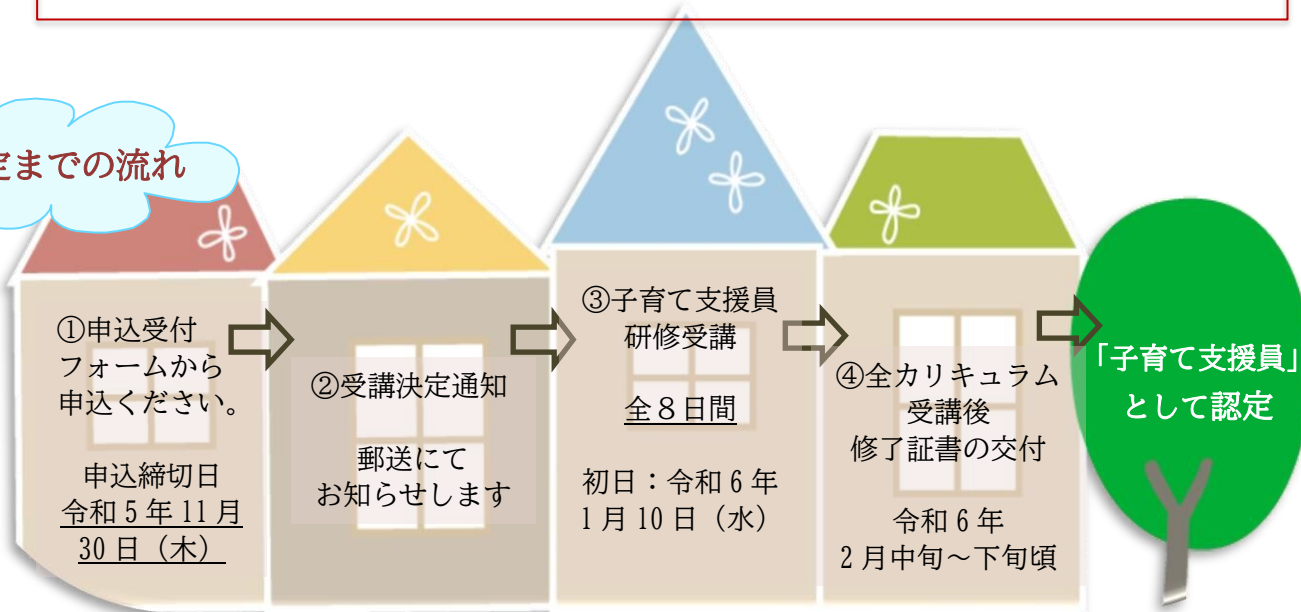 定までの流れ
①申込受付
フォームから
申込ください。
申込締切日
令和5年11月
30日（木）
②受講決定通知
郵送にて
お知らせします
③子育て支援員
研修受講
全８日間
初日：令和6年
1月10日（水）
④全カリキュラム
受講後
修了証書の交付
令和6年
2月中旬～下旬頃
「子育て支援員」
として認定